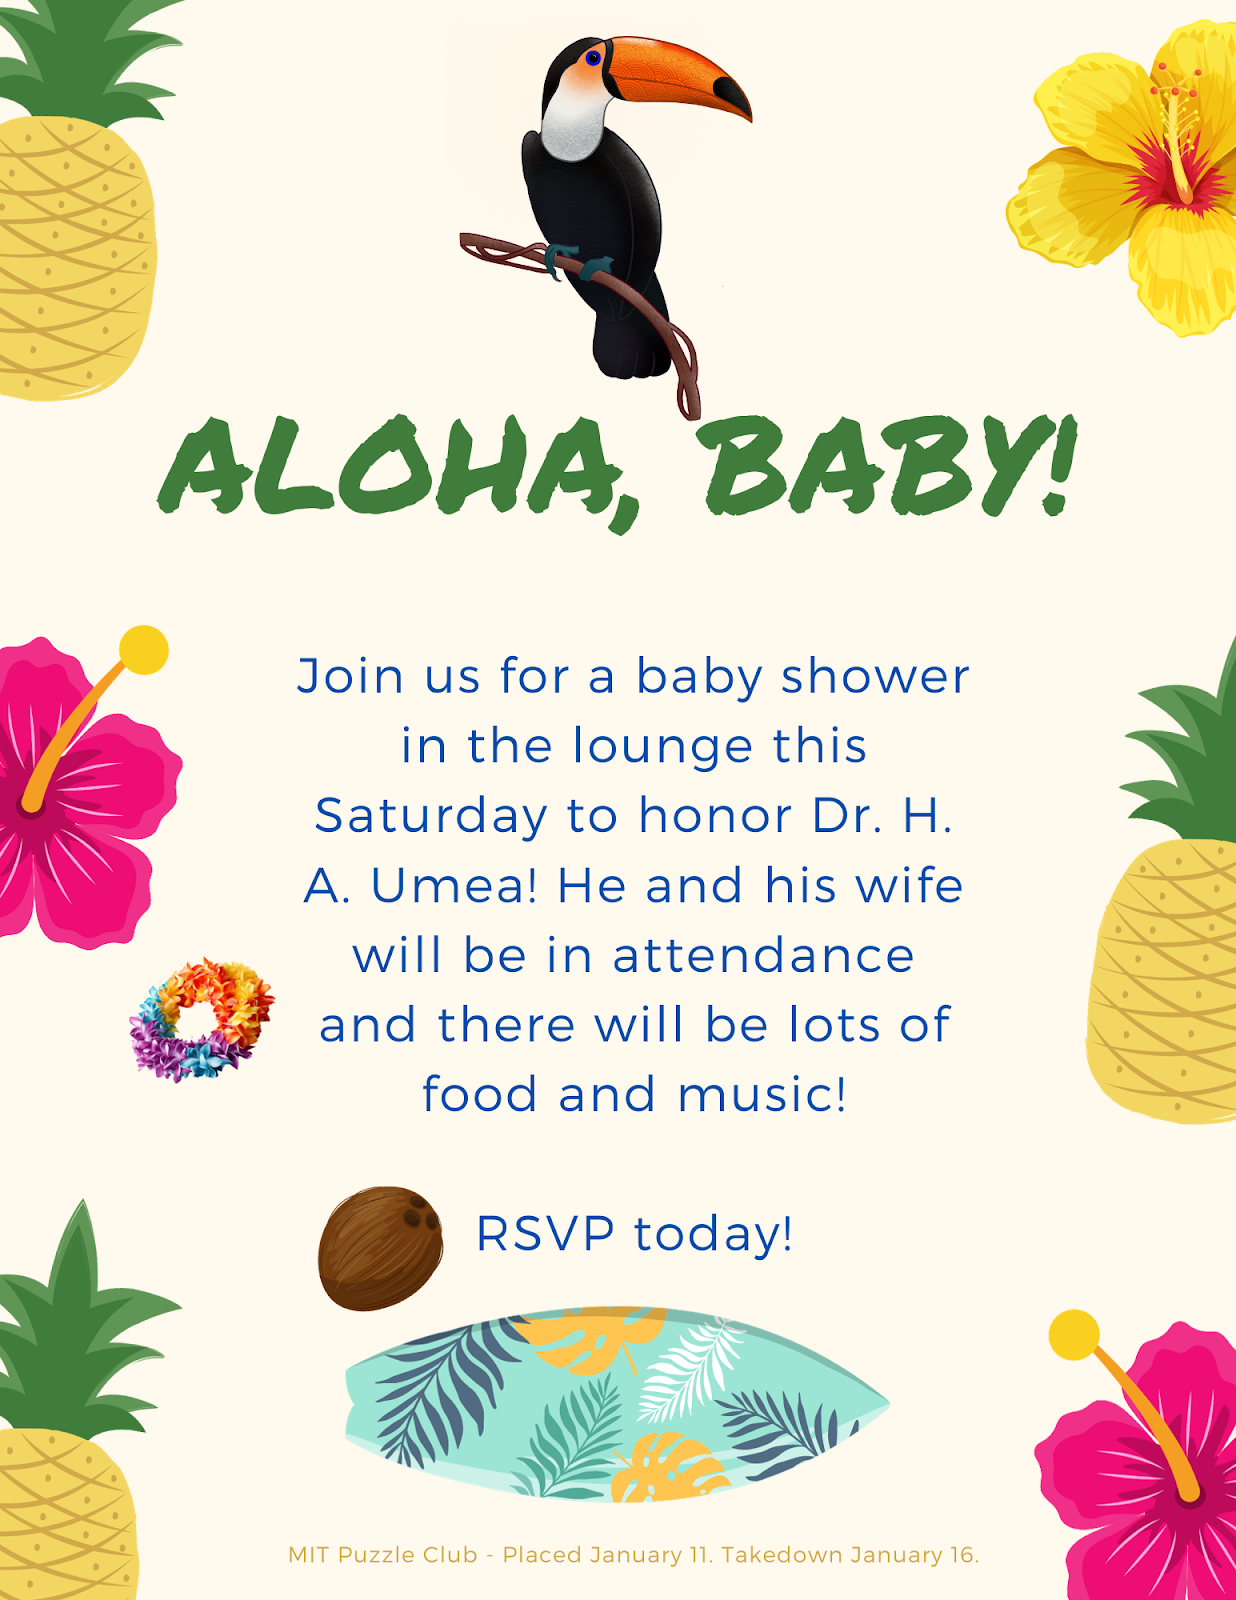 ALOHA, BABY!
Join us for a baby shower
in the lounge this
Saturday to honor Dr. H.
A. Umea! He and his wife
will be in attendance
and there will be lots of
food and music!
RSVP today!
MIT Puzzle Club - Placed January 11. Takedown January 16.